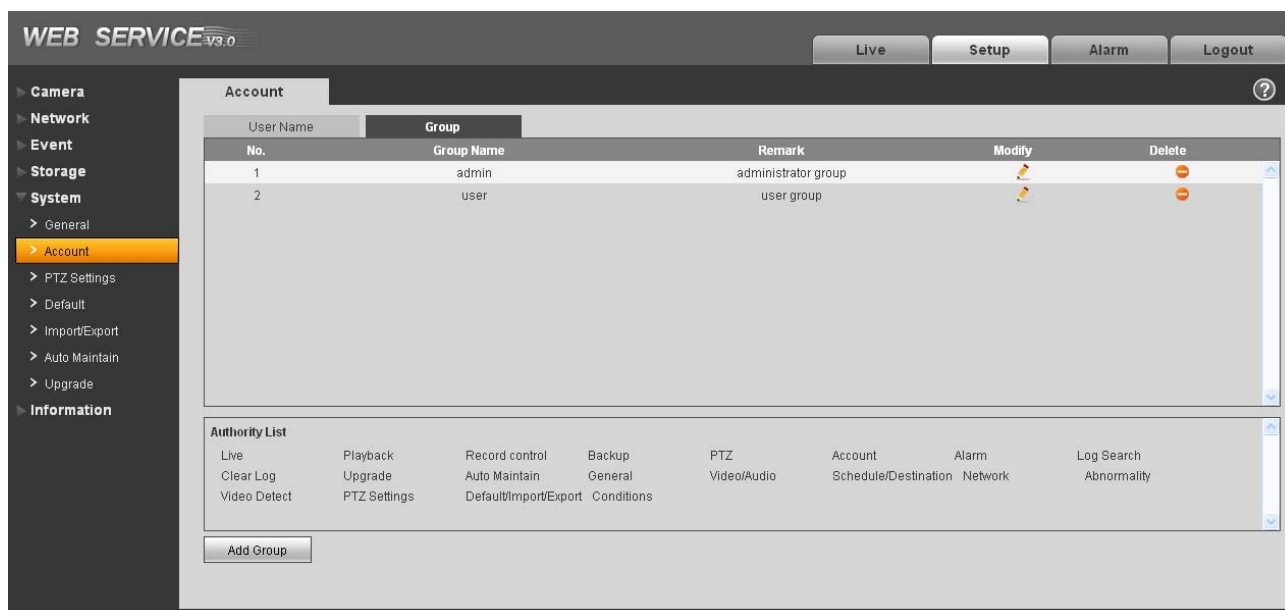 WEB SERVICE V3.0
Live Setup Alarm Logout
Camera
Network
Event
Storage
System
General
Account
PTZ Settings
Default
Import/Export
Auto Maintain
Upgrade
Information
Account
User Name Group
No. Group Name Remark Modify Delete
1 admin administrator group
2 user user group
Authority List
Live Playback Record control Backup PTZ Account Alarm Log Search
Clear Log Upgrade Auto Maintain General Video/Audio Schedule/Destination Network Abnormality
Video Detect PTZ Settings Default/Import/Export Conditions
Add Group